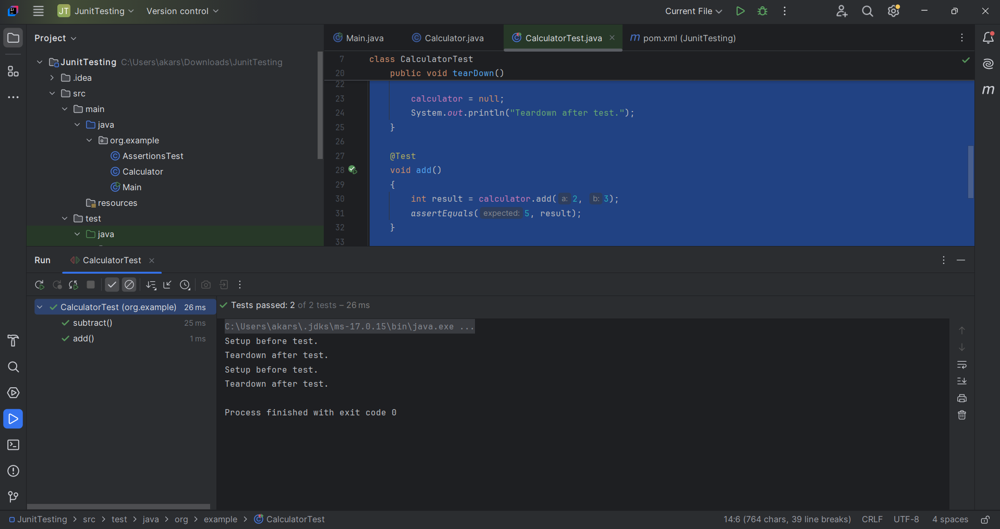 JT JunitTesting Version control Current File
Project
Main.java Calculator.java CalculatorTest.java pom.xml (JunitTesting)
JunitTesting C:\Users\akars\Downloads\JunitTesting
.idea
src
main
java
org.example
AssertionsTest
Calculator
Main
resources
test
java
7 class CalculatorTest
20 public void tearDown()
22
23 calculator = null;
24 System.out.println("Teardown after test.");
25 }
26
27 @Test
28 void add()
29 {
30 int result = calculator.add( a: 2, b: 3);
31 assertEquals( expected: 5, result);
32 }
33
Run CalculatorTest
CalculatorTest (org.example) 26 ms
subtract() 25 ms
add() 1 ms
Tests passed: 2 of 2 tests – 26 ms
C:\Users\akars\.jdks\ms-17.0.15\bin\java.exe ...
Setup before test.
Teardown after test.
Setup before test.
Teardown after test.
Process finished with exit code 0
JunitTesting > src > test > java > org > example > CalculatorTest
14:6 (764 chars, 39 line breaks) CRLF UTF-8 4 spaces